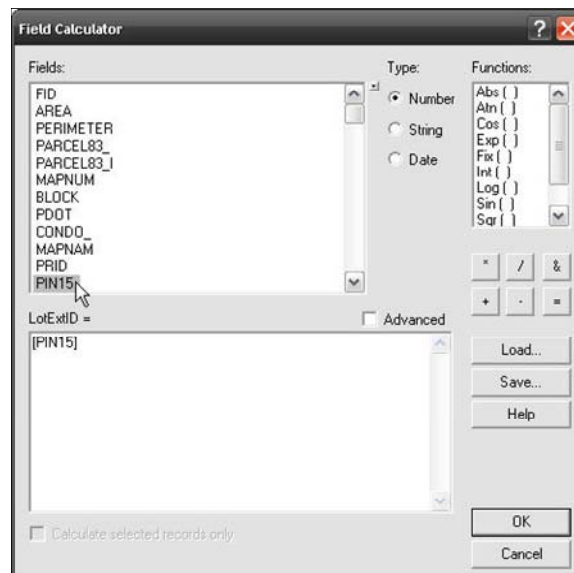 Field Calculator
Fields:
FID
AREA
PERIMETER
PARCEL83_
PARCEL83_I
MAPNUM
BLOCK
PDOT
CONDO_
MAPNAM
PRID
PIN15
Type:
Number
String
Date
Functions:
Abs ( )
Atn ( )
Cos ( )
Exp ( )
Fix ( )
Int ( )
Log ( )
Sin ( )
Sqr ( )
* / &
+ - =
LotExtID =
Advanced
[PIN15]
Load...
Save...
Help
Calculate selected records only
OK
Cancel